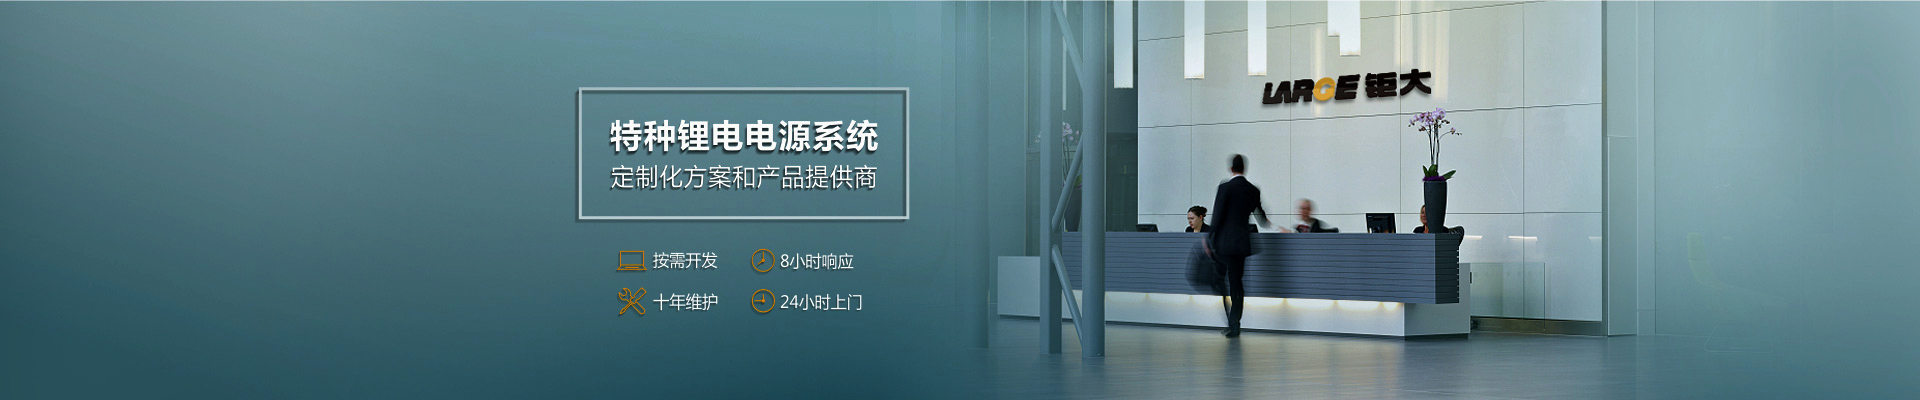 特种锂电电源系统
定制化方案和产品提供商
按需开发
8小时响应
十年维护
24小时上门
LARGE 钜大